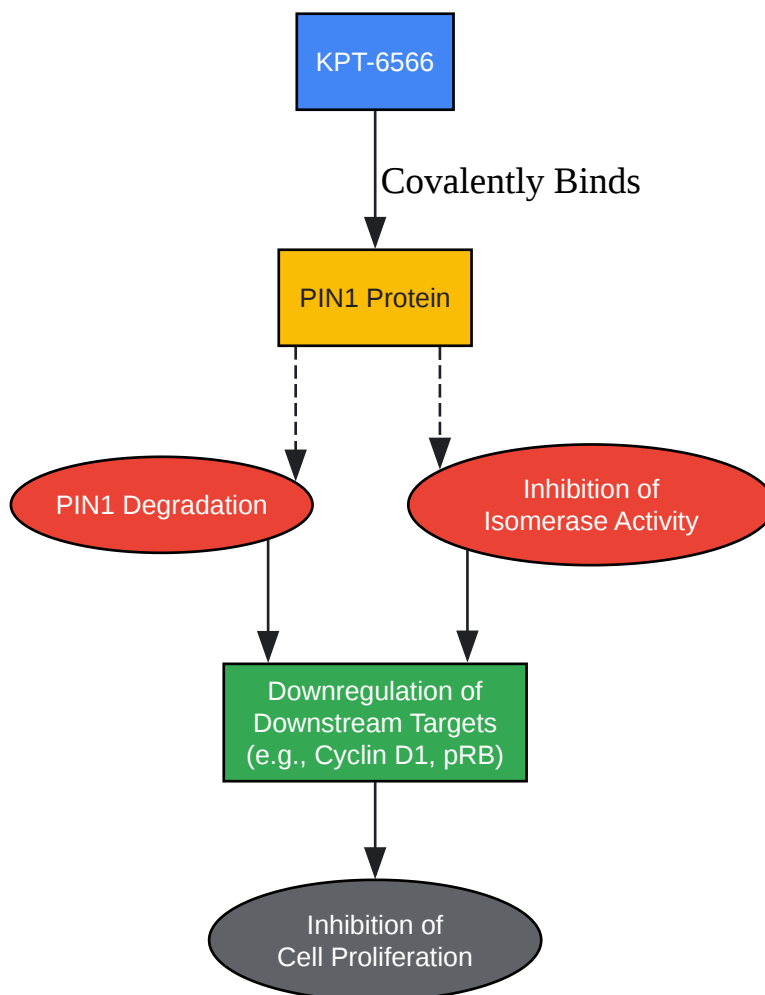 KPT-6566
Covalently Binds
PIN1 Protein
PIN1 Degradation
Inhibition of
Isomerase Activity
Downregulation of
Downstream Targets
(e.g., Cyclin D1, pRB)
Inhibition of
Cell Proliferation